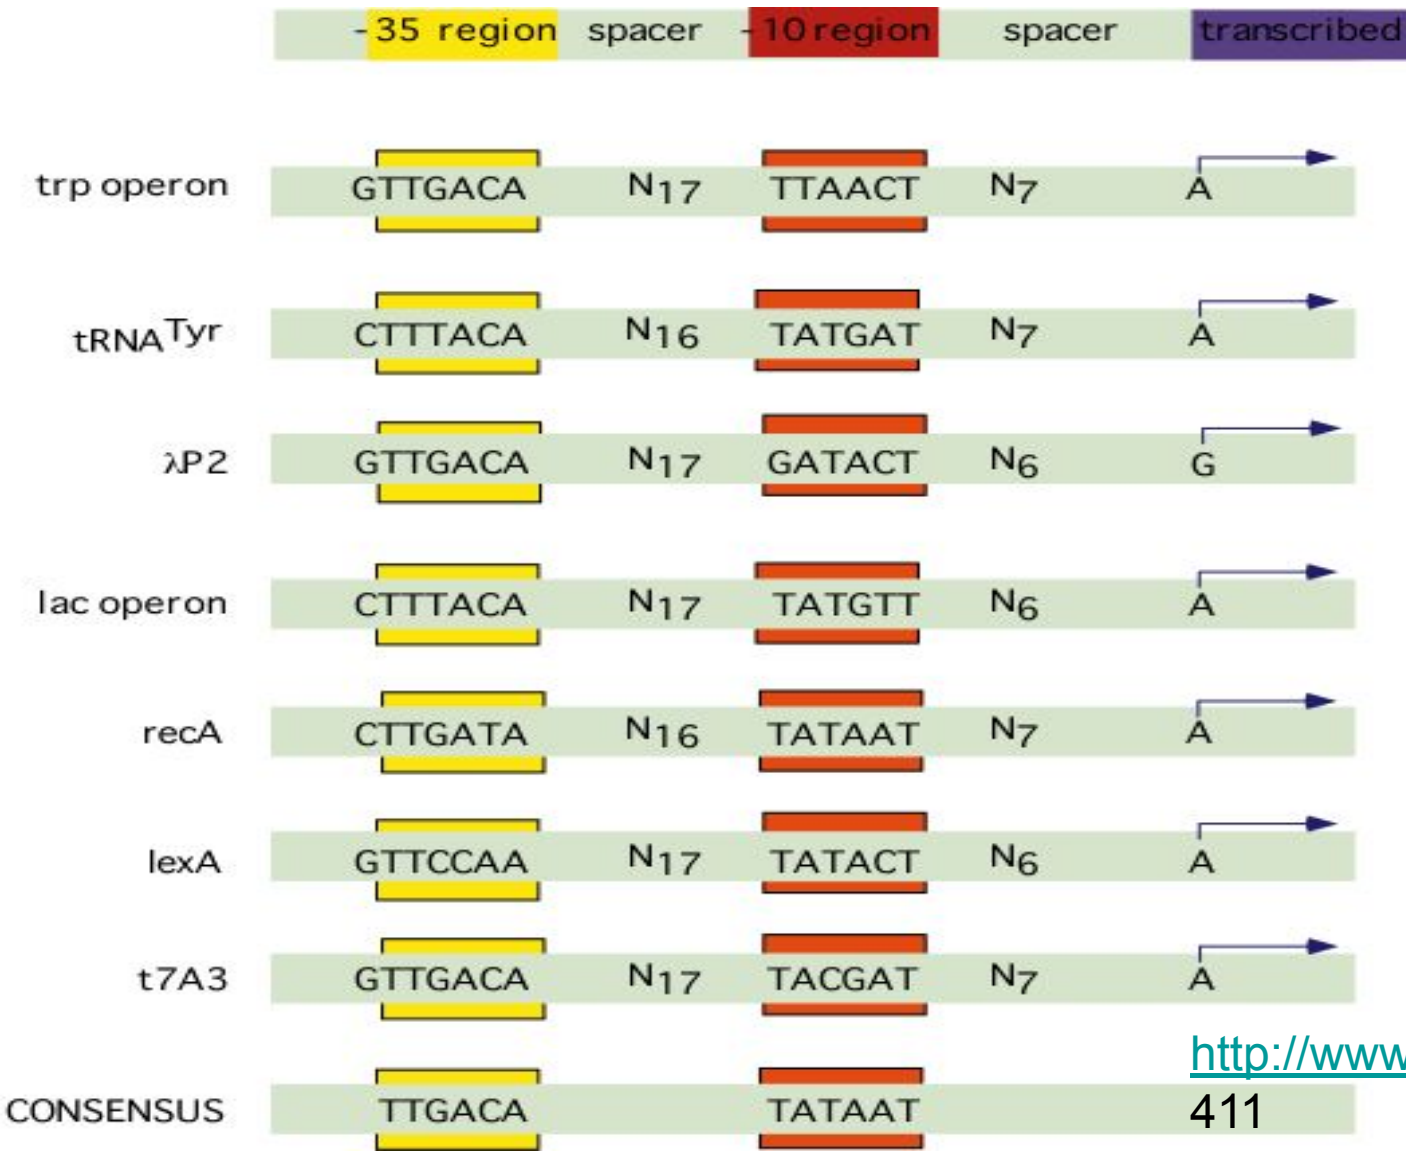 -35 region spacer -10 region spacer transcribed
trp operon GTTGACA N17 TTAACT N7 A
tRNATyr CTTTACA N16 TATGAT N7 A
λP2 GTTGACA N17 GATACT N6 G
lac operon CTTTACA N17 TATGTT N6 A
recA CTTGATA N16 TATAAT N7 A
lexA GTTCCAA N17 TATACT N6 A
t7A3 GTTGACA N17 TACGAT N7 A
http://www
CONSENSUS TTGACA TATAAT 411